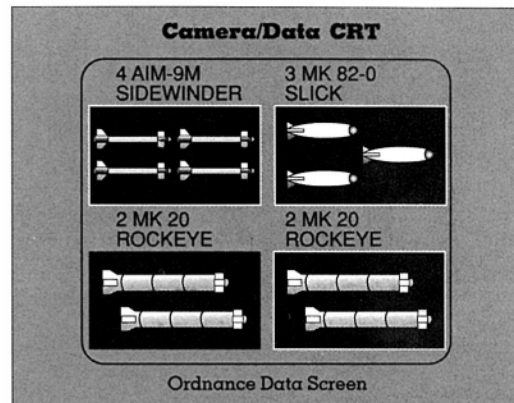 Camera/Data CRT
4 AIM-9M
SIDEWINDER
3 MK 82-0
SLICK
2 MK 20
ROCKEYE
2 MK 20
ROCKEYE
Ordnance Data Screen